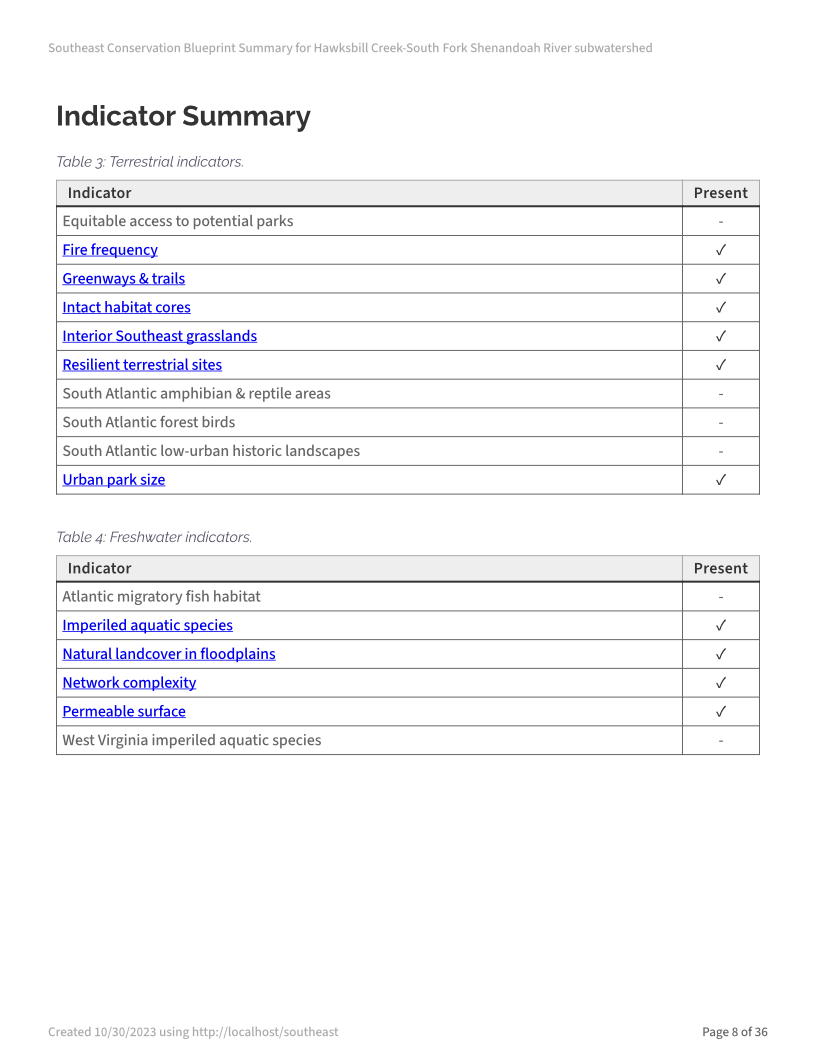 Southeast Conservation Blueprint Summary for Hawksbill Creek-South Fork Shenandoah River subwatershed
Indicator Summary
Table 3: Terrestrial indicators.
Indicator Present
Equitable access to potential parks -
Fire frequency ✓
Greenways & trails ✓
Intact habitat cores ✓
Interior Southeast grasslands ✓
Resilient terrestrial sites ✓
South Atlantic amphibian & reptile areas -
South Atlantic forest birds -
South Atlantic low-urban historic landscapes -
Urban park size ✓
Table 4: Freshwater indicators.
Indicator Present
Atlantic migratory fish habitat -
Imperiled aquatic species ✓
Natural landcover in floodplains ✓
Network complexity ✓
Permeable surface ✓
West Virginia imperiled aquatic species -
Created 10/30/2023 using http://localhost/southeast Page 8 of 36